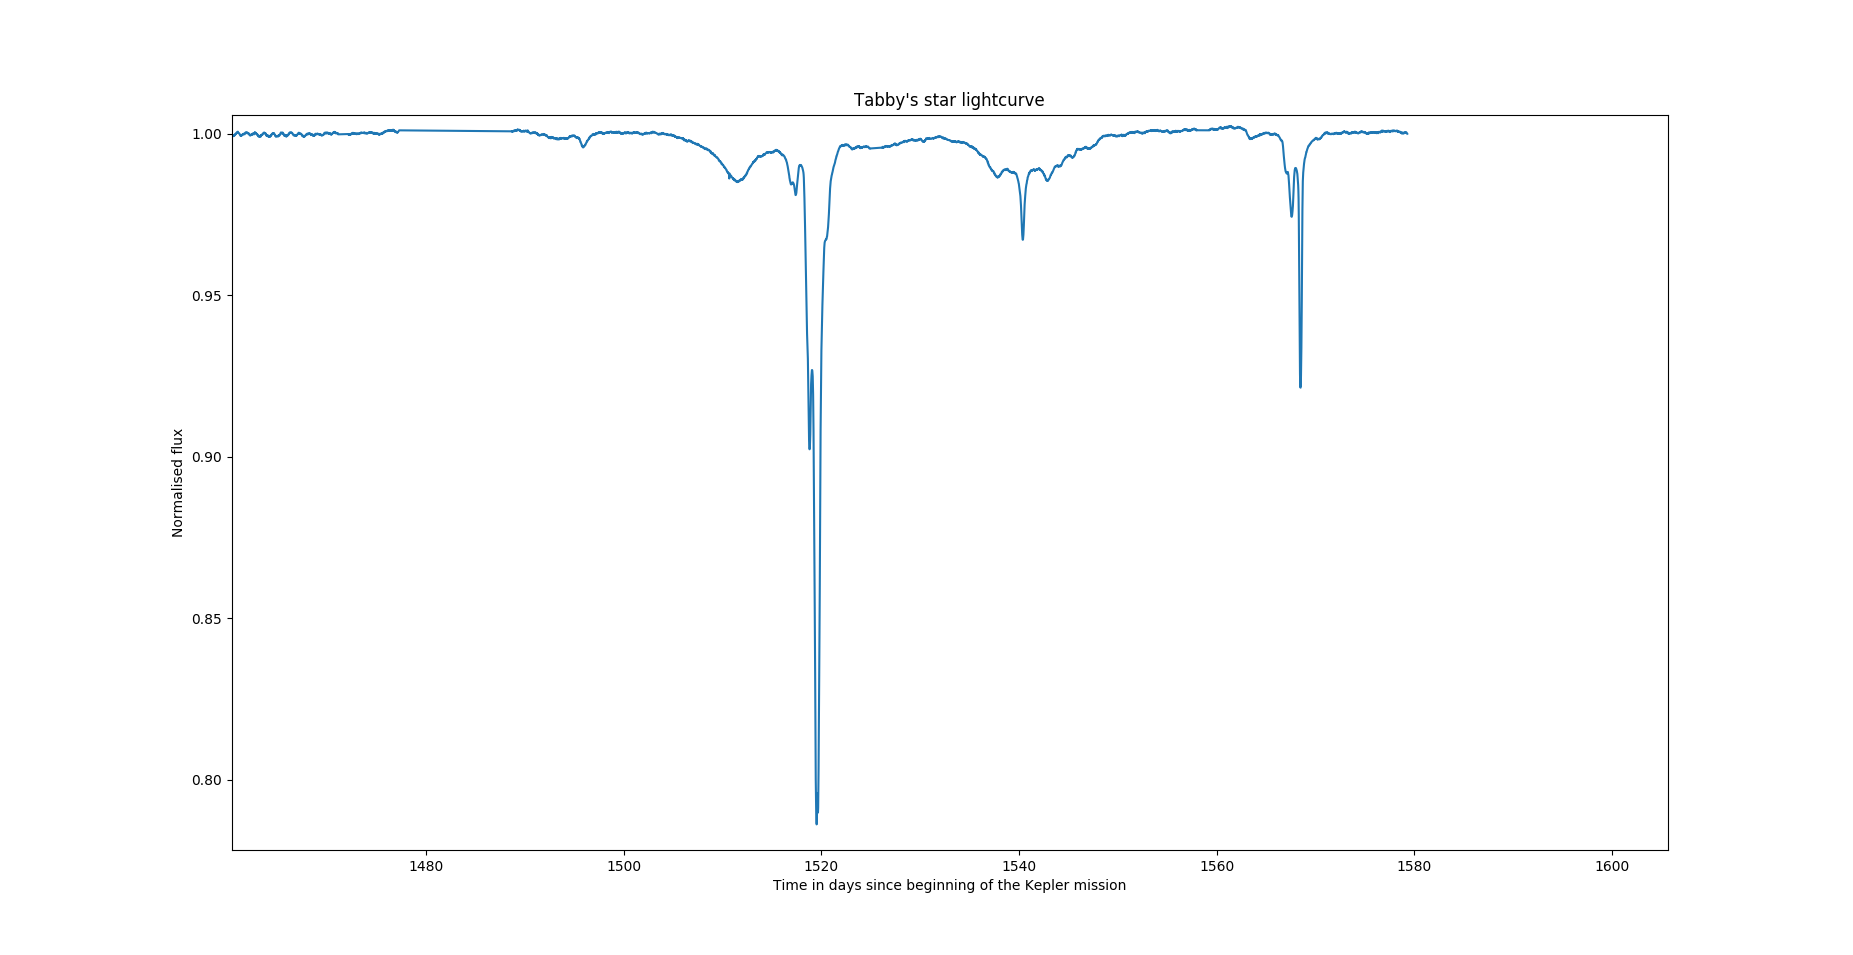 Tabby's star lightcurve
1.00
0.95
0.90
0.85
0.80
Normalised flux
1480 1500 1520 1540 1560 1580 1600
Time in days since beginning of the Kepler mission